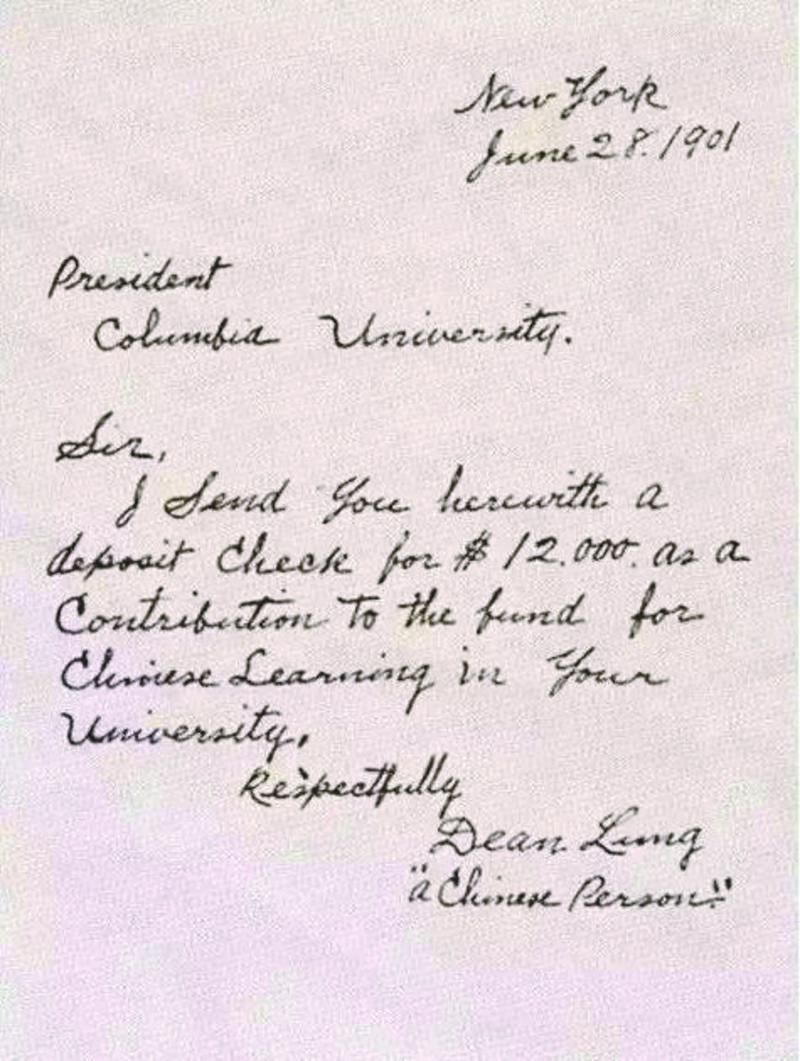 New York
June 28. 1901
President
Columbia University.
Sir,
I Send You herewith a
deposit Check for $ 12.000. as a
Contribution to the fund for
Chinese Learning in Your
University.
Respectfully
Dean Lung
"a Chinese Person."